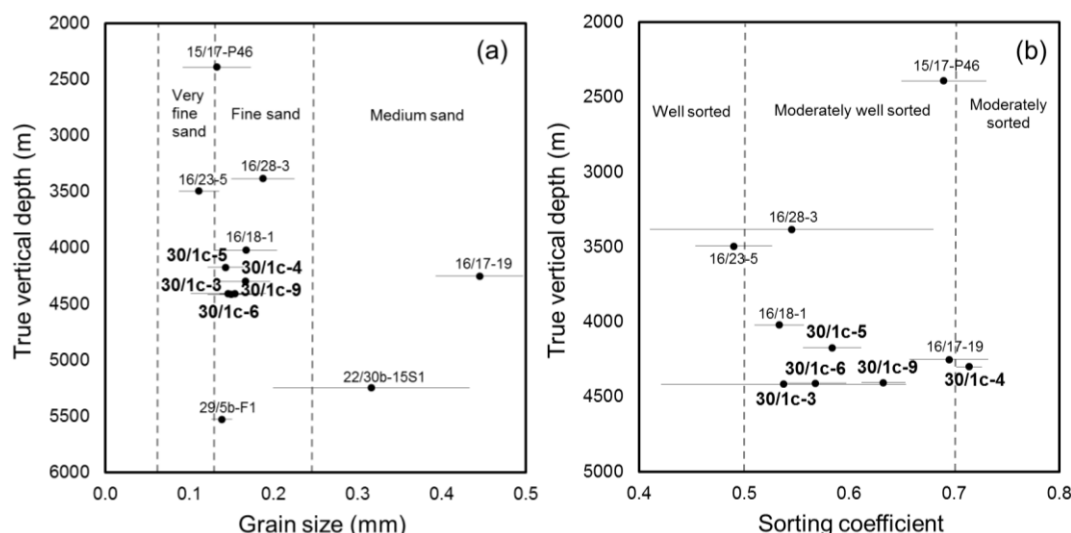 (a)
2000
2500
3000
3500
4000
4500
5000
5500
6000
True vertical depth (m)
15/17-P46
Very
fine
sand
Fine sand
Medium sand
16/28-3
16/23-5
16/18-1
30/1c-5
30/1c-4
16/17-19
30/1c-3
30/1c-9
30/1c-6
22/30b-15S1
29/5b-F1
0.0
0.1
0.2
0.3
0.4
0.5
Grain size (mm)
(b)
2000
2500
3000
3500
4000
4500
5000
True vertical depth (m)
15/17-P46
Well sorted
Moderately well sorted
Moderately
sorted
16/28-3
16/23-5
16/18-1
30/1c-5
16/17-19
30/1c-6
30/1c-9
30/1c-4
30/1c-3
0.4
0.5
0.6
0.7
0.8
Sorting coefficient